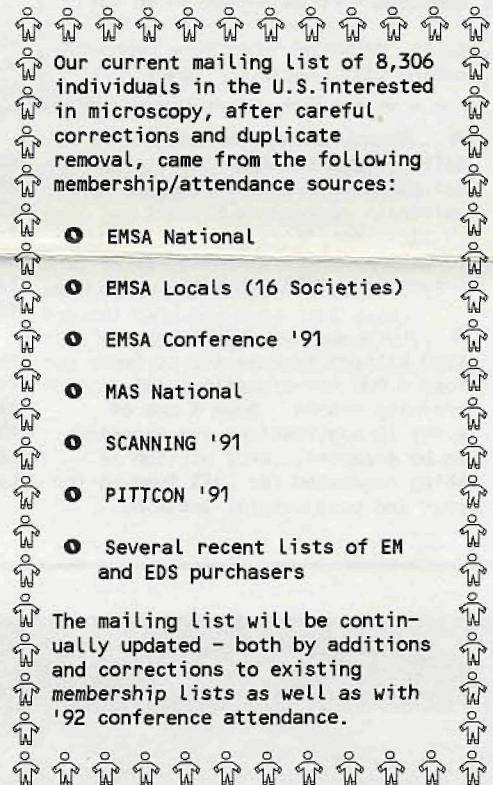 Our current mailing list of 8,306
individuals in the U.S.interested
in microscopy, after careful
corrections and duplicate
removal, came from the following
membership/attendance sources:
EMSA National
EMSA Locals (16 Societies)
EMSA Conference '91
MAS National
SCANNING '91
PITTCON '91
Several recent lists of EM
and EDS purchasers
The mailing list will be contin-
ually updated - both by additions
and corrections to existing
membership lists as well as with
'92 conference attendance.